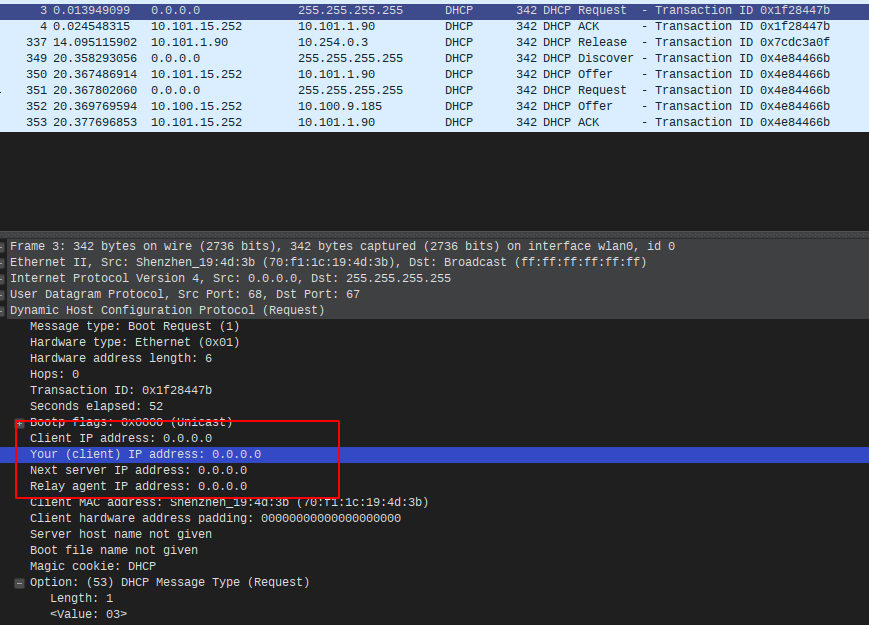 3 0.013949099 0.0.0.0 255.255.255.255 DHCP 342 DHCP Request - Transaction ID 0x1f28447b
4 0.024548315 10.101.15.252 10.101.1.90 DHCP 342 DHCP ACK - Transaction ID 0x1f28447b
337 14.095115902 10.101.1.90 10.254.0.3 DHCP 342 DHCP Release - Transaction ID 0x7cdc3a0f
349 20.358293056 0.0.0.0 255.255.255.255 DHCP 342 DHCP Discover - Transaction ID 0x4e84466b
350 20.367486914 10.101.15.252 10.101.1.90 DHCP 342 DHCP Offer - Transaction ID 0x4e84466b
351 20.367802060 0.0.0.0 255.255.255.255 DHCP 342 DHCP Request - Transaction ID 0x4e84466b
352 20.369769594 10.100.15.252 10.100.9.185 DHCP 342 DHCP Offer - Transaction ID 0x4e84466b
353 20.377696853 10.101.15.252 10.101.1.90 DHCP 342 DHCP ACK - Transaction ID 0x4e84466b
Frame 3: 342 bytes on wire (2736 bits), 342 bytes captured (2736 bits) on interface wlan0, id 0
Ethernet II, Src: Shenzhen_19:4d:3b (70:f1:1c:19:4d:3b), Dst: Broadcast (ff:ff:ff:ff:ff:ff)
Internet Protocol Version 4, Src: 0.0.0.0, Dst: 255.255.255.255
User Datagram Protocol, Src Port: 68, Dst Port: 67
Dynamic Host Configuration Protocol (Request)
Message type: Boot Request (1)
Hardware type: Ethernet (0x01)
Hardware address length: 6
Hops: 0
Transaction ID: 0x1f28447b
Seconds elapsed: 52
Bootp flags: 0x0000 (Unicast)
Client IP address: 0.0.0.0
Your (client) IP address: 0.0.0.0
Next server IP address: 0.0.0.0
Relay agent IP address: 0.0.0.0
Client MAC address: Shenzhen_19:4d:3b (70:f1:1c:19:4d:3b)
Client hardware address padding: 00000000000000000000
Server host name not given
Boot file name not given
Magic cookie: DHCP
Option: (53) DHCP Message Type (Request)
Length: 1
<Value: 03>